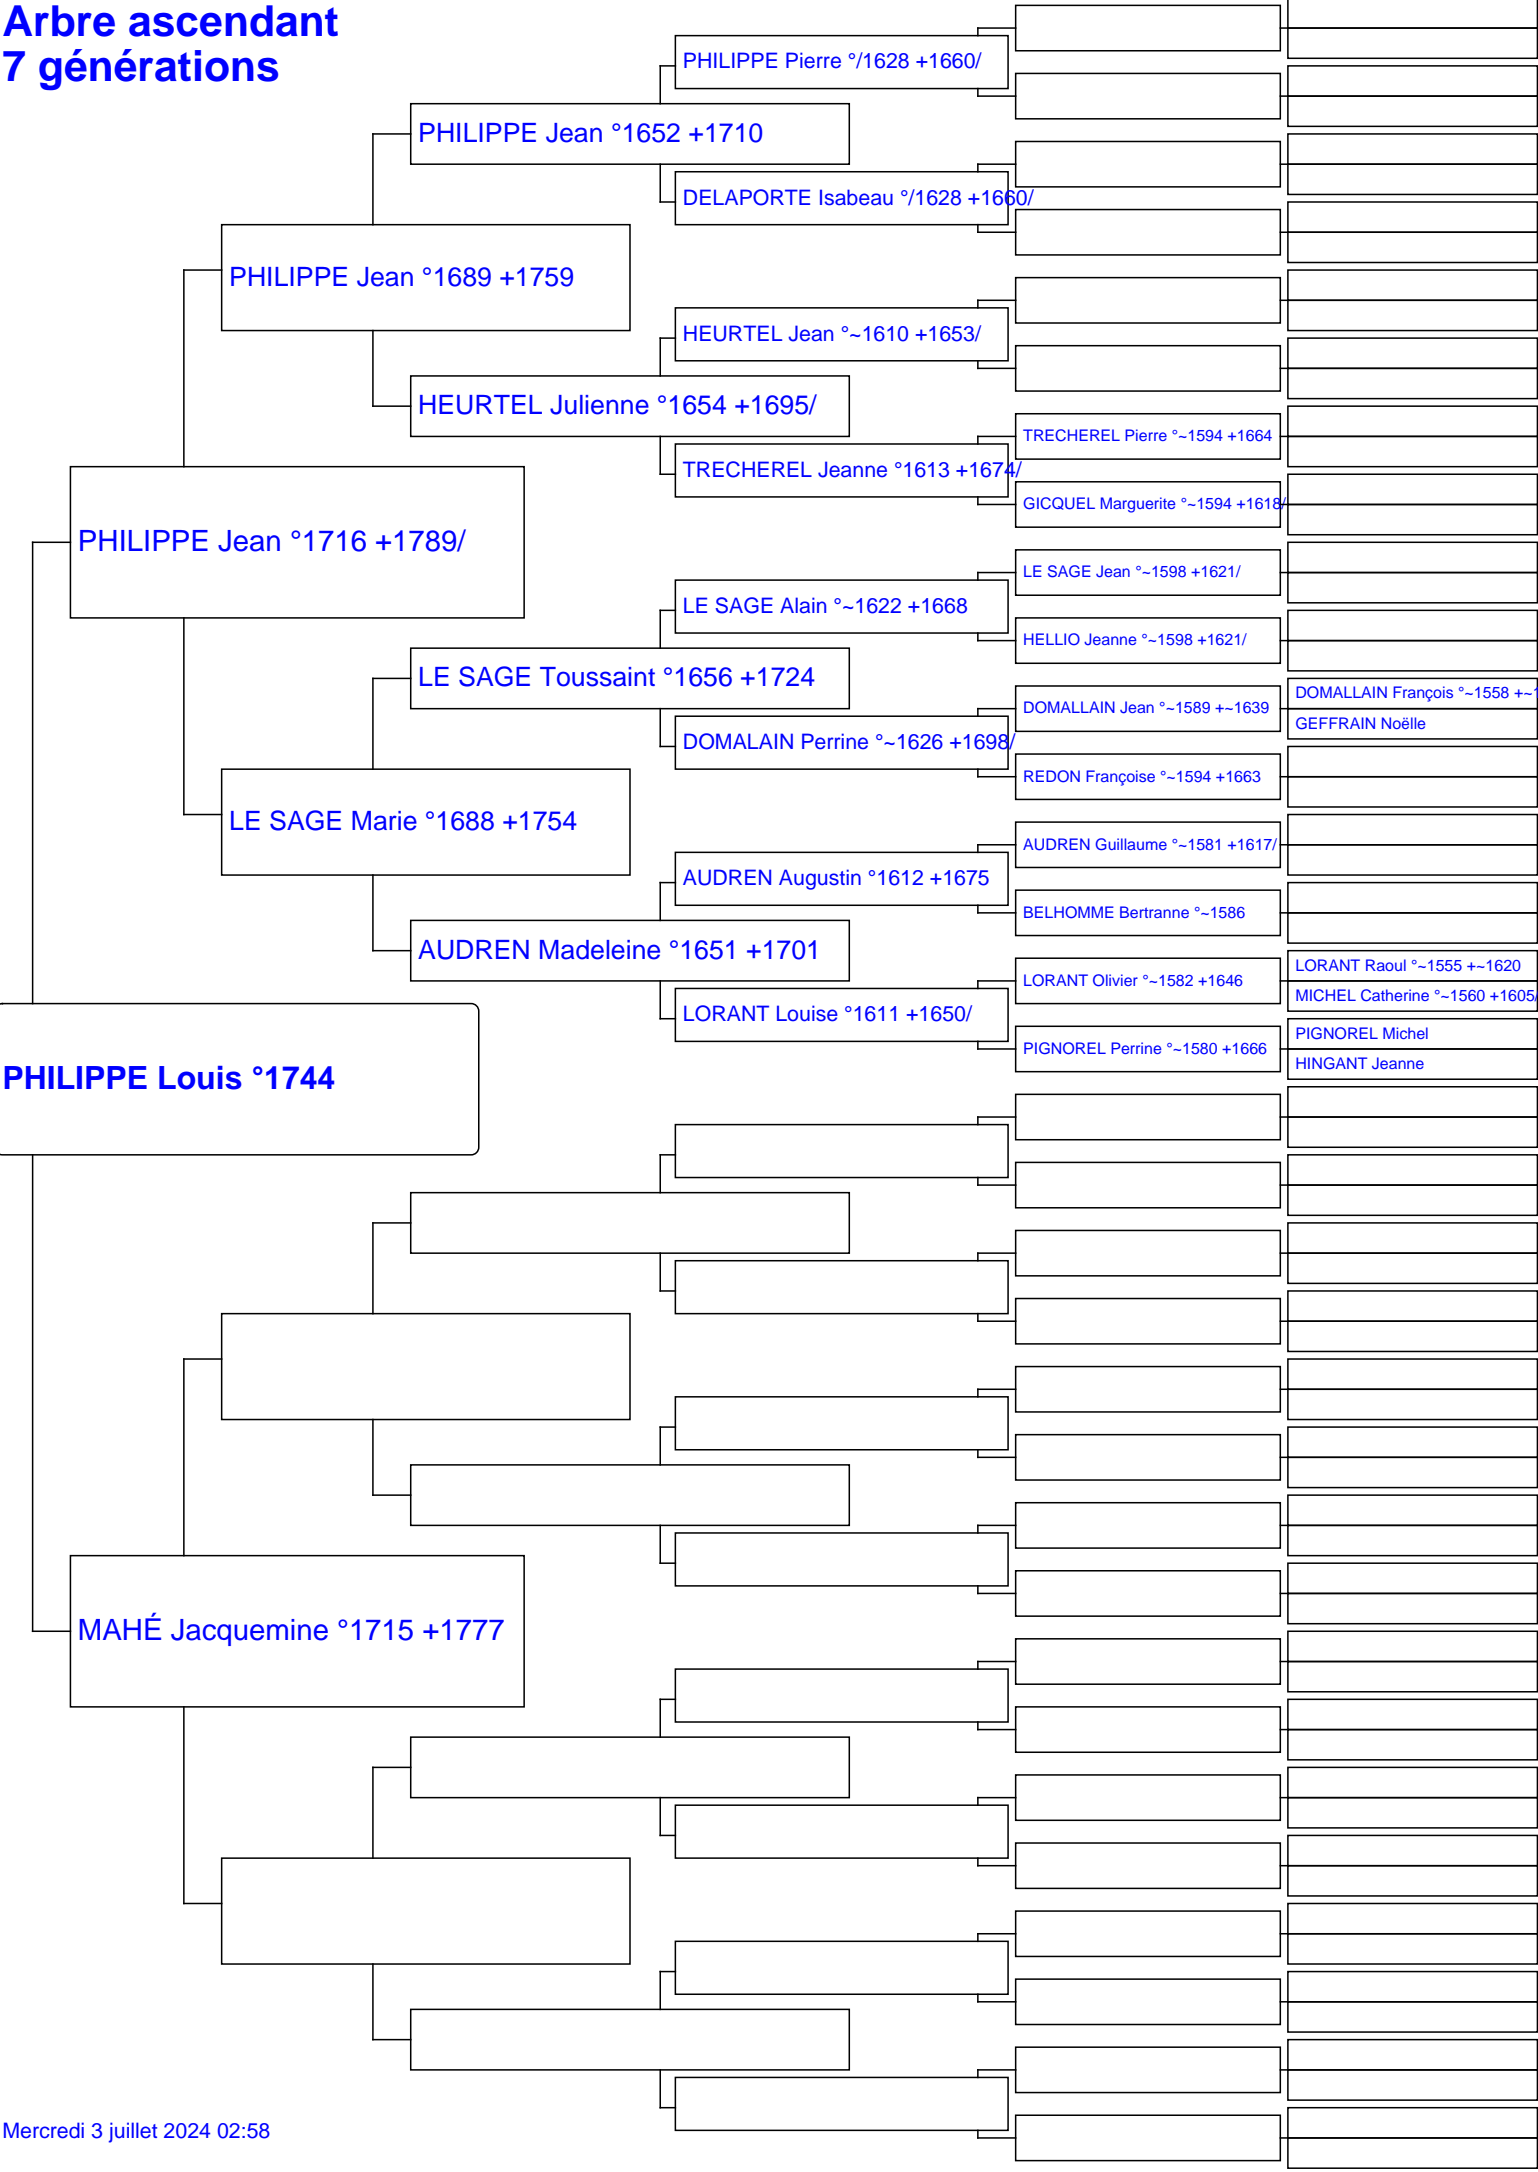 Arbre ascendant
7 générations
PHILIPPE Pierre °/1628 +1660/
PHILIPPE Jean °1652 +1710
DELAPORTE Isabeau °/1628 +1660/
PHILIPPE Jean °1689 +1759
HEURTEL Jean °~1610 +1653/
HEURTEL Julienne °1654 +1695/
TRECHEREL Pierre °~1594 +1664
TRECHEREL Jeanne °1613 +1674/
GICQUEL Marguerite °~1594 +1618/
PHILIPPE Jean °1716 +1789/
LE SAGE Jean °~1598 +1621/
LE SAGE Alain °~1622 +1668
HELLIO Jeanne °~1598 +1621/
LE SAGE Toussaint °1656 +1724
DOMALLAIN François °~1558 +~1
DOMALLAIN Jean °~1589 +~1639
GEFFRAIN Noëlle
DOMALAIN Perrine °~1626 +1698/
REDON Françoise °~1594 +1663
LE SAGE Marie °1688 +1754
AUDREN Guillaume °~1581 +1617/
AUDREN Augustin °1612 +1675
BELHOMME Bertranne °~1586
AUDREN Madeleine °1651 +1701
LORANT Raoul °~1555 +~1620
LORANT Olivier °~1582 +1646
MICHEL Catherine °~1560 +1605/
LORANT Louise °1611 +1650/
PIGNOREL Michel
PIGNOREL Perrine °~1580 +1666
HINGANT Jeanne
PHILIPPE Louis °1744
MAHÉ Jacquemine °1715 +1777
Mercredi 3 juillet 2024 02:58